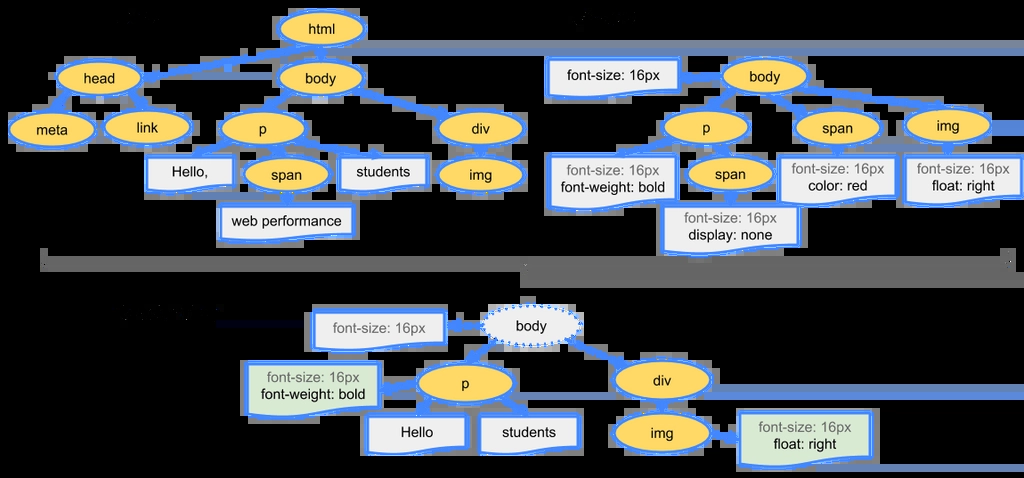 html
head
body
meta
link
p
div
Hello,
span
students
img
web performance
font-size: 16px
body
p
span
img
font-size: 16px
font-weight: bold
span
font-size: 16px
color: red
font-size: 16px
float: right
font-size: 16px
display: none
font-size: 16px
body
font-size: 16px
font-weight: bold
p
div
Hello
students
img
font-size: 16px
float: right